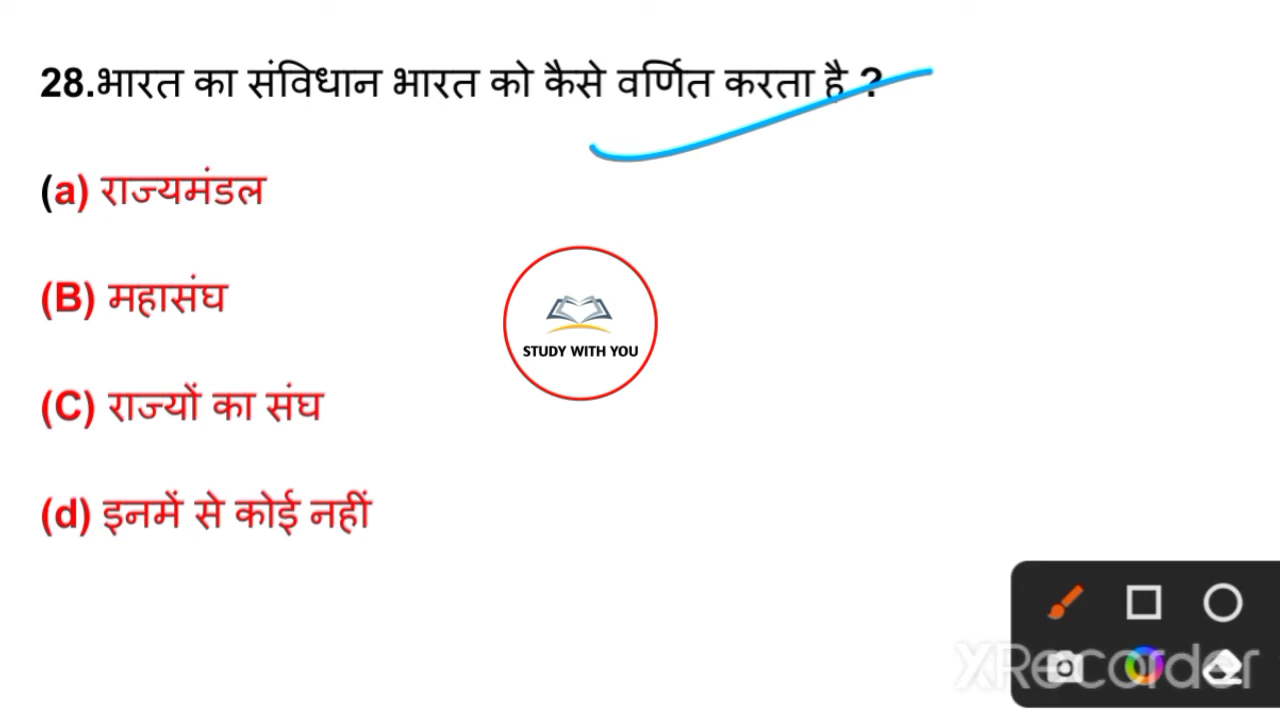 28.भारत का संविधान भारत को कैसे वर्णित करता है ?
(a) राज्यमंडल
(B) महासंघ
STUDY WITH YOU
(C) राज्यों का संघ
(d) इनमें से कोई नहीं
XRecorder